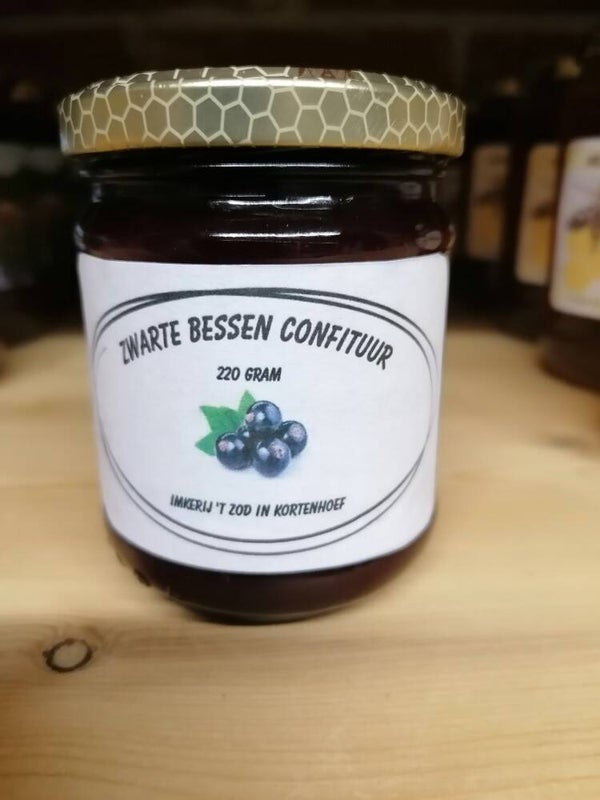 ZWARTE BESSEN CONFITUUR
220 GRAM
IMKERIJ 'T ZOD IN KORTENHOEF